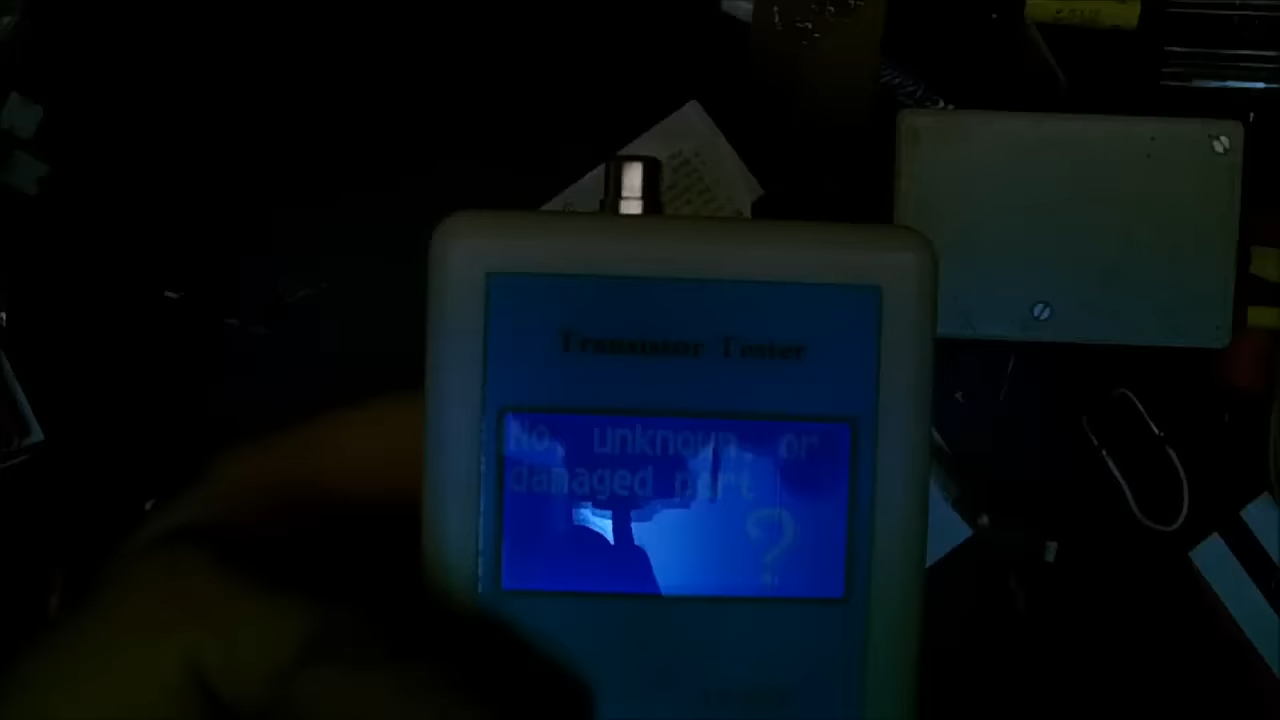 Transistor Tester
No, unknown, or
damaged part
?